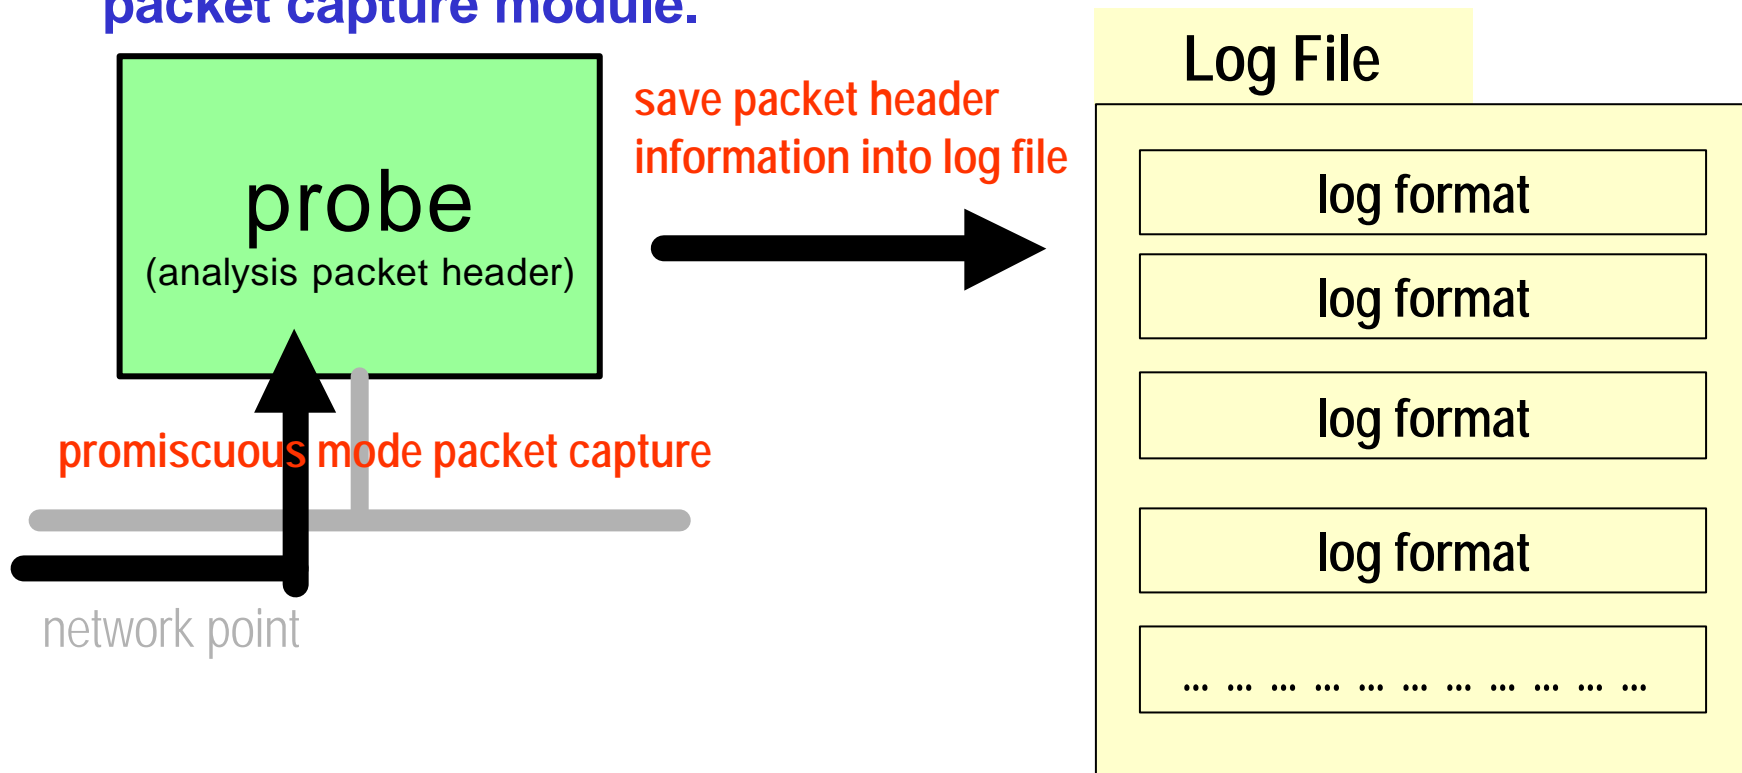 packet capture module.
probe
(analysis packet header)
save packet header
information into log file
promiscuous mode packet capture
network point
Log File
log format
log format
log format
log format
... ... ... ... ... ... ... ... ... ... ...